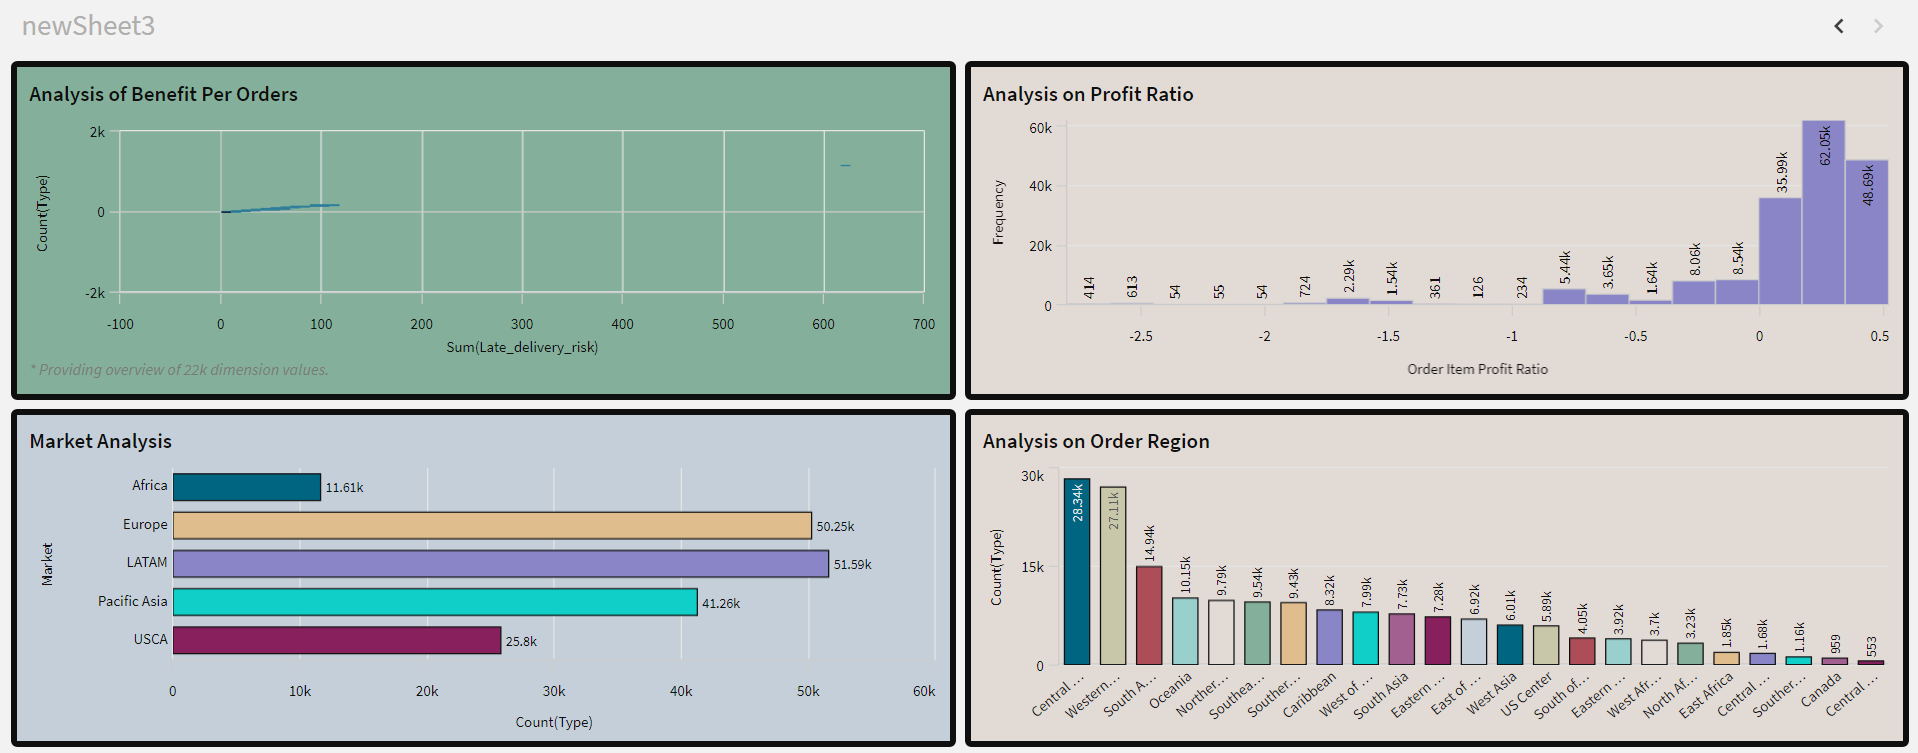 newSheet3
Analysis of Benefit Per Orders
Count(Type)
2k
0
-2k
-100 0 100 200 300 400 500 600 700
Sum(Late_delivery_risk)
* Providing overview of 22k dimension values.
Analysis on Profit Ratio
Frequency
60k
40k
20k
0
414 613 54 55 54 724 2.29k 1.54k 361 126 234 5.44k 3.65k 1.64k 8.06k 8.54k 35.99k 62.05k 48.69k
-2.5 -2 -1.5 -1 -0.5 0 0.5
Order Item Profit Ratio
Market Analysis
Market
Africa 11.61k
Europe 50.25k
LATAM 51.59k
Pacific Asia 41.26k
USCA 25.8k
0 10k 20k 30k 40k 50k 60k
Count(Type)
Analysis on Order Region
Count(Type)
30k
15k
0
28.34k 27.11k 14.94k 10.15k 9.79k 9.54k 9.43k 8.32k 7.99k 7.73k 7.28k 6.92k 6.01k 5.89k 4.05k 3.92k 3.7k 3.23k 1.85k 1.68k 1.16k 959 553
Central ... Western... South A... Oceania Norther... Southea... Souther... Caribbean West of ... South Asia Eastern ... East of ... West Asia US Center South of... Eastern ... West Afr... North Af... East Africa Central ... Souther... Canada Central ...